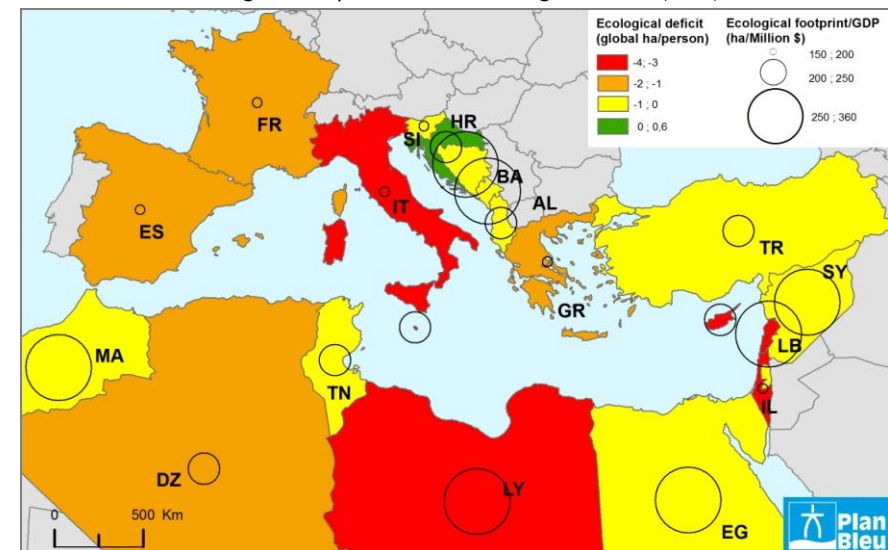 Ecological deficit
(global ha/person)
-4 ; -3
-2 ; -1
-1 ; 0
0 ; 0,6
Ecological footprint/GDP
(ha/Million $)
150 ; 200
200 ; 250
250 ; 360
FR
SI
HR
BA
ES
IT
AL
TR
SY
GR
MA
TN
LB
IL
DZ
LY
EG
0 500 Km
Plan
Bleu